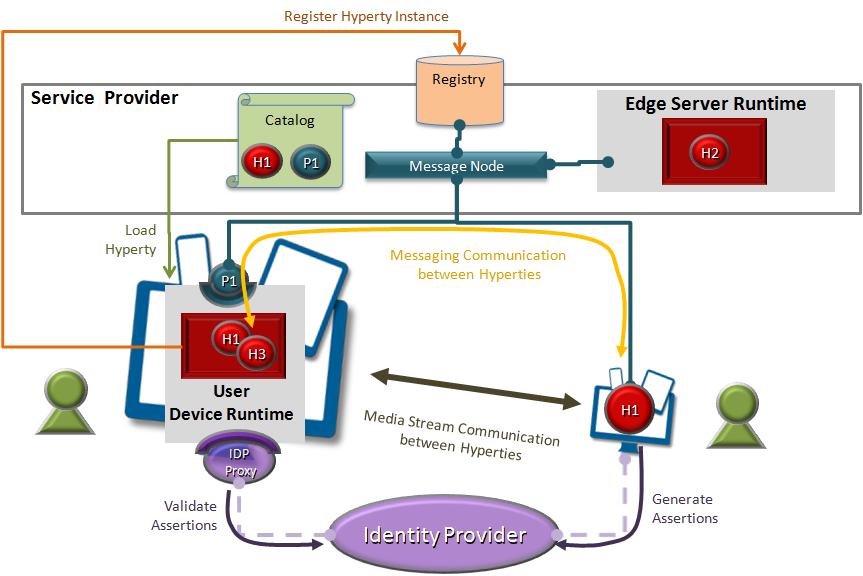 Register Hyperty Instance
Registry
Service Provider
Catalog
H1
P1
Message Node
Edge Server Runtime
H2
Load
Hyperty
P1
Messaging Communication
between Hyperties
H1
H3
User
Device Runtime
H1
Media Stream Communication
between Hyperties
IDP
Proxy
Validate
Assertions
Identity Provider
Generate
Assertions